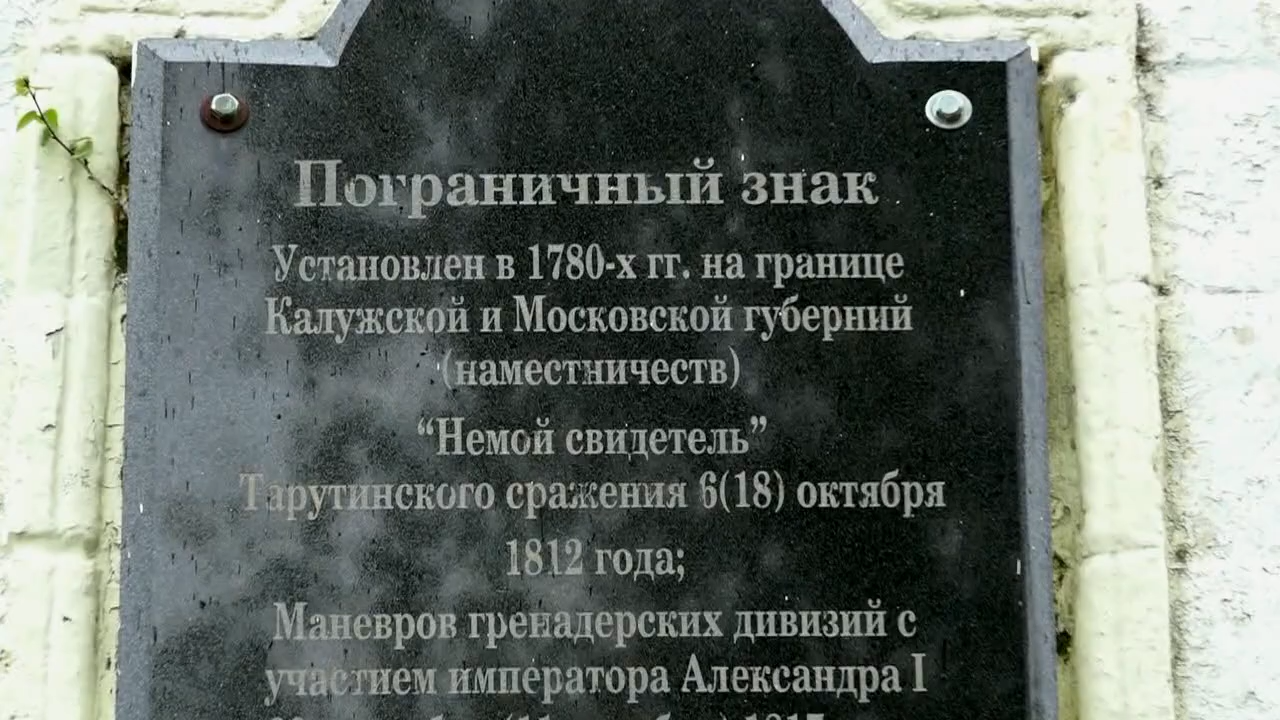 Пограничный знак
Установлен в 1780-х гг. на границе
Калужской и Московской губерний
(наместничеств)
“Немой свидетель”
Тарутинского сражения 6(18) октября
1812 года;
Маневров гренадерских дивизий с
участием императора Александра I